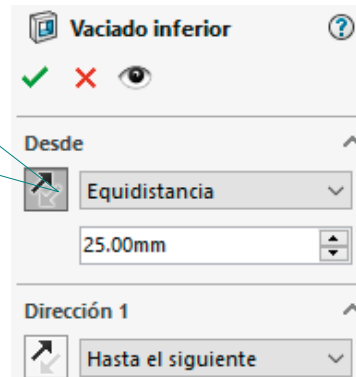 Vaciado inferior
Desde
Equidistancia
25.00mm
Dirección 1
Hasta el siguiente